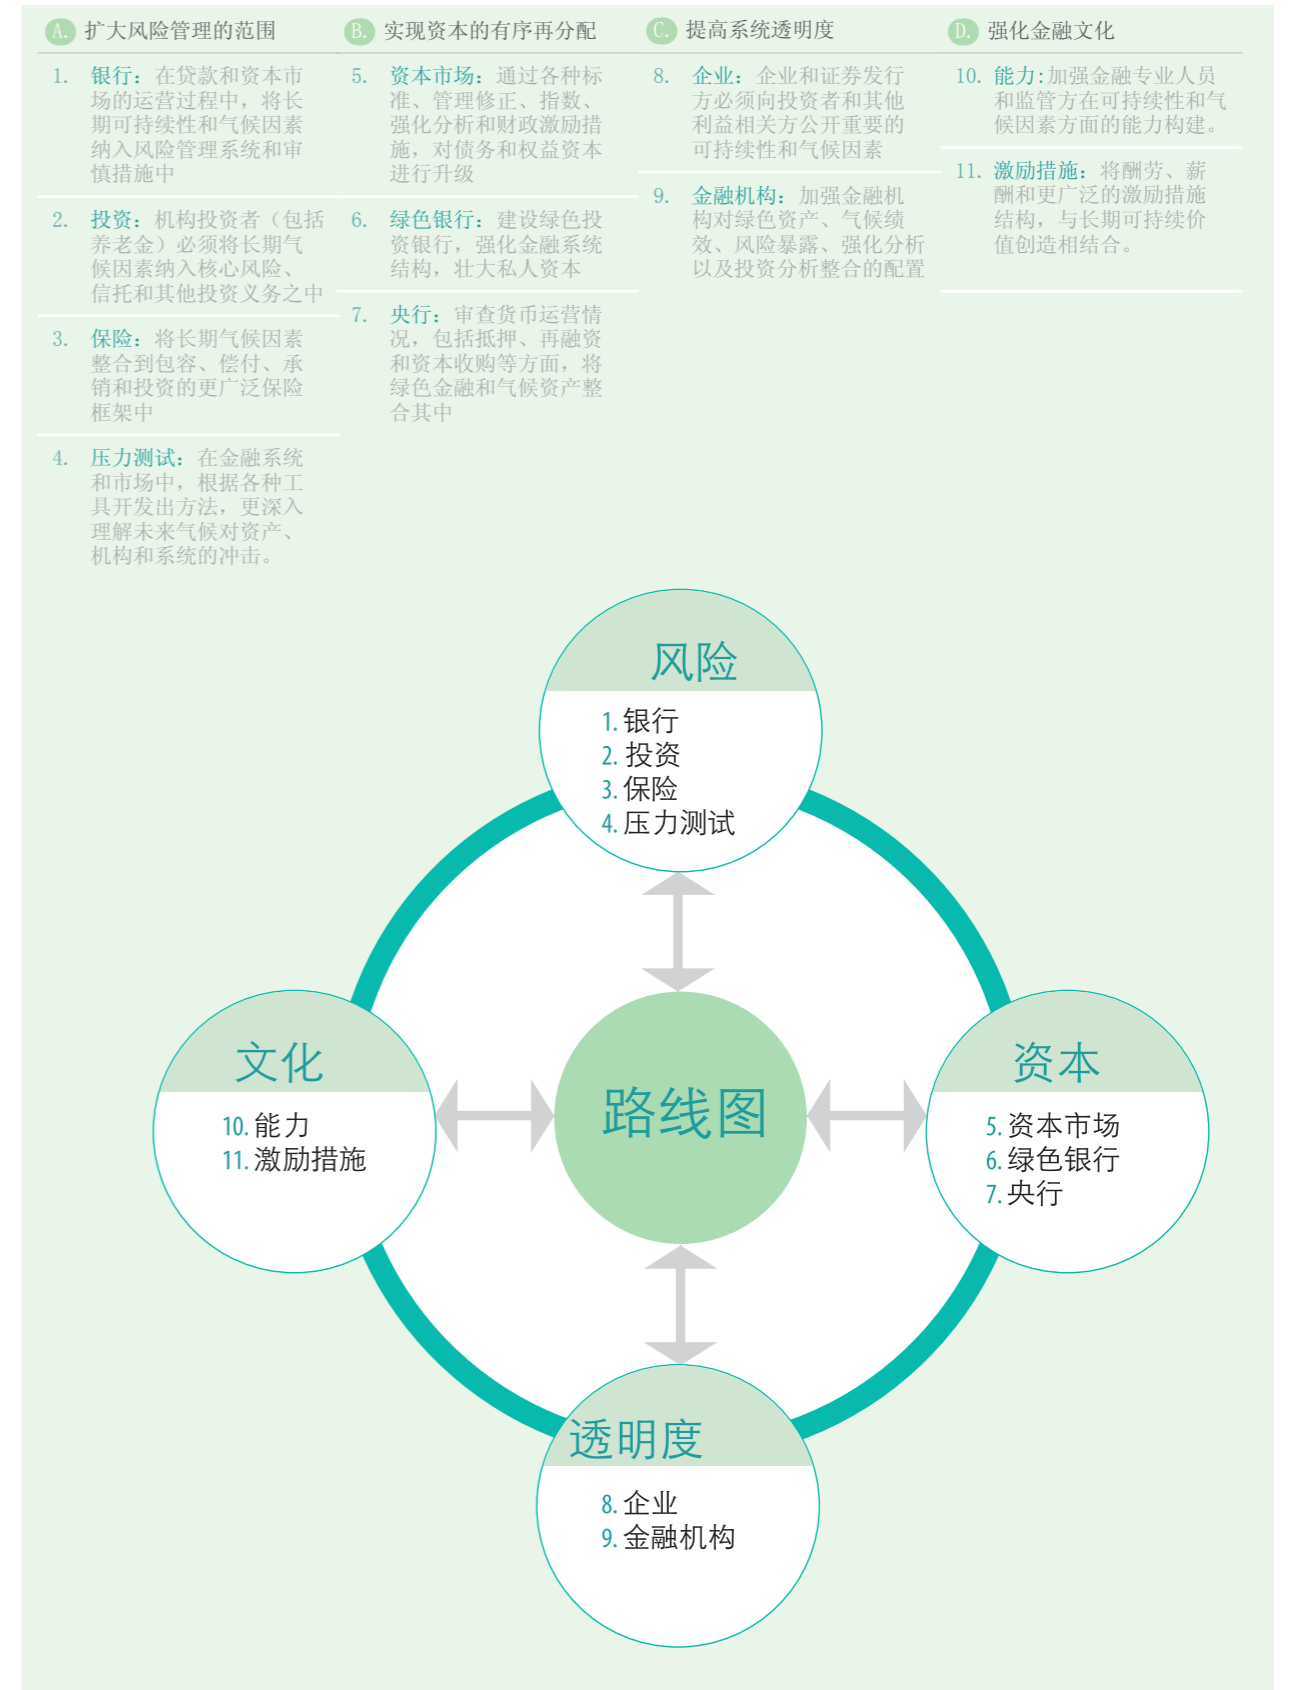 A. 扩大风险管理的范围
1. 银行：在贷款和资本市
场的运营过程中，将长
期可持续性和气候因素
纳入风险管理系统和审
慎措施中
2. 投资：机构投资者（包括
养老金）必须将长期气
候因素纳入核心风险、
信托和其他投资义务之中
3. 保险：将长期气候因素
整合到包容、偿付、承
销和投资的更广泛保险
框架中
4. 压力测试：在金融系统
和市场中，根据各种工
具开发出方法，更深入
理解未来气候对资产、
机构和系统的冲击。
B. 实现资本的有序再分配
5. 资本市场：通过各种标
准、管理修正、指数、
强化分析和财政激励措
施，对债务和权益资本
进行升级
6. 绿色银行：建设绿色投
资银行，强化金融系统
结构，壮大私人资本
7. 央行：审查货币运营情
况，包括抵押、再融资
和资本收购等方面，将
绿色金融和气候资产整
合其中
C. 提高系统透明度
8. 企业：企业和证券发行
方必须向投资者和其他
利益相关方公开重要的
可持续性和气候因素
9. 金融机构：加强金融机
构对绿色资产、气候绩
效、风险暴露、强化分析
以及投资分析整合的配置
D. 强化金融文化
10. 能力：加强金融专业人员
和监管方在可持续性和气
候因素方面的能力构建。
11. 激励措施：将酬劳、薪
酬和更广泛的激励措施
结构，与长期可持续价
值创造相结合。
风险
1. 银行
2. 投资
3. 保险
4. 压力测试
文化
10. 能力
11. 激励措施
路线图
资本
5. 资本市场
6. 绿色银行
7. 央行
透明度
8. 企业
9. 金融机构